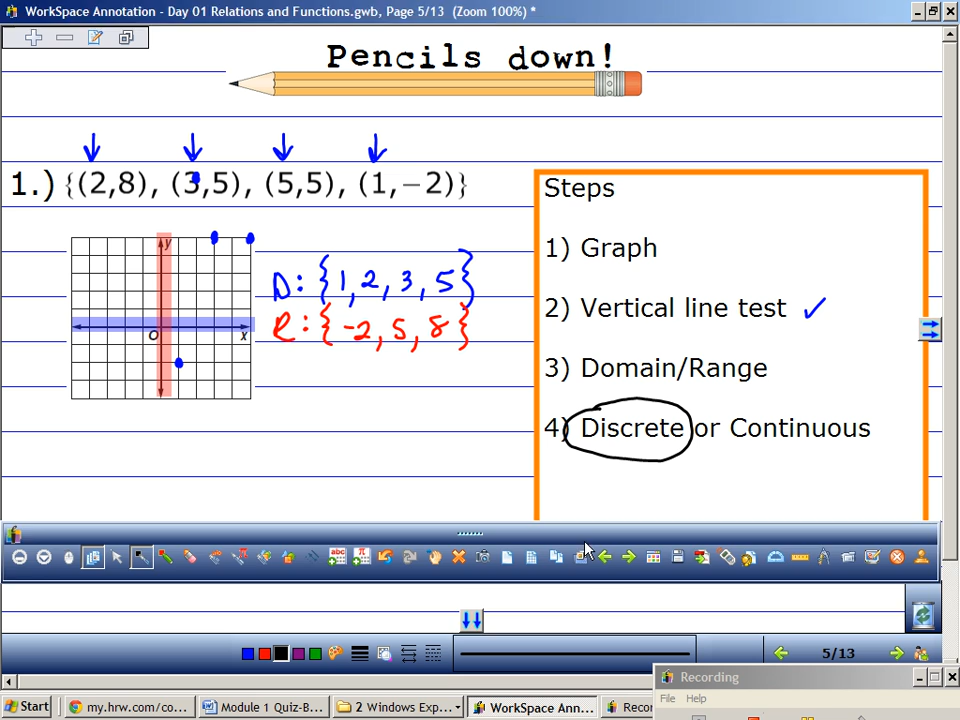 WorkSpace Annotation - Day 01 Relations and Functions.gwb, Page 5/13 (Zoom 100%) *
Pencils down!
1.) {(2,8), (3,5), (5,5), (1,−2)}
y
O
x
D: {1, 2, 3, 5}
R: {-2, 5, 8}
Steps
1) Graph
2) Vertical line test ✓
3) Domain/Range
4) Discrete or Continuous
abc
π
5/13
Recording
File Help
Start
my.hrw.com/co...
Module 1 Quiz-B...
2 Windows Exp...
WorkSpace Ann...
Recor